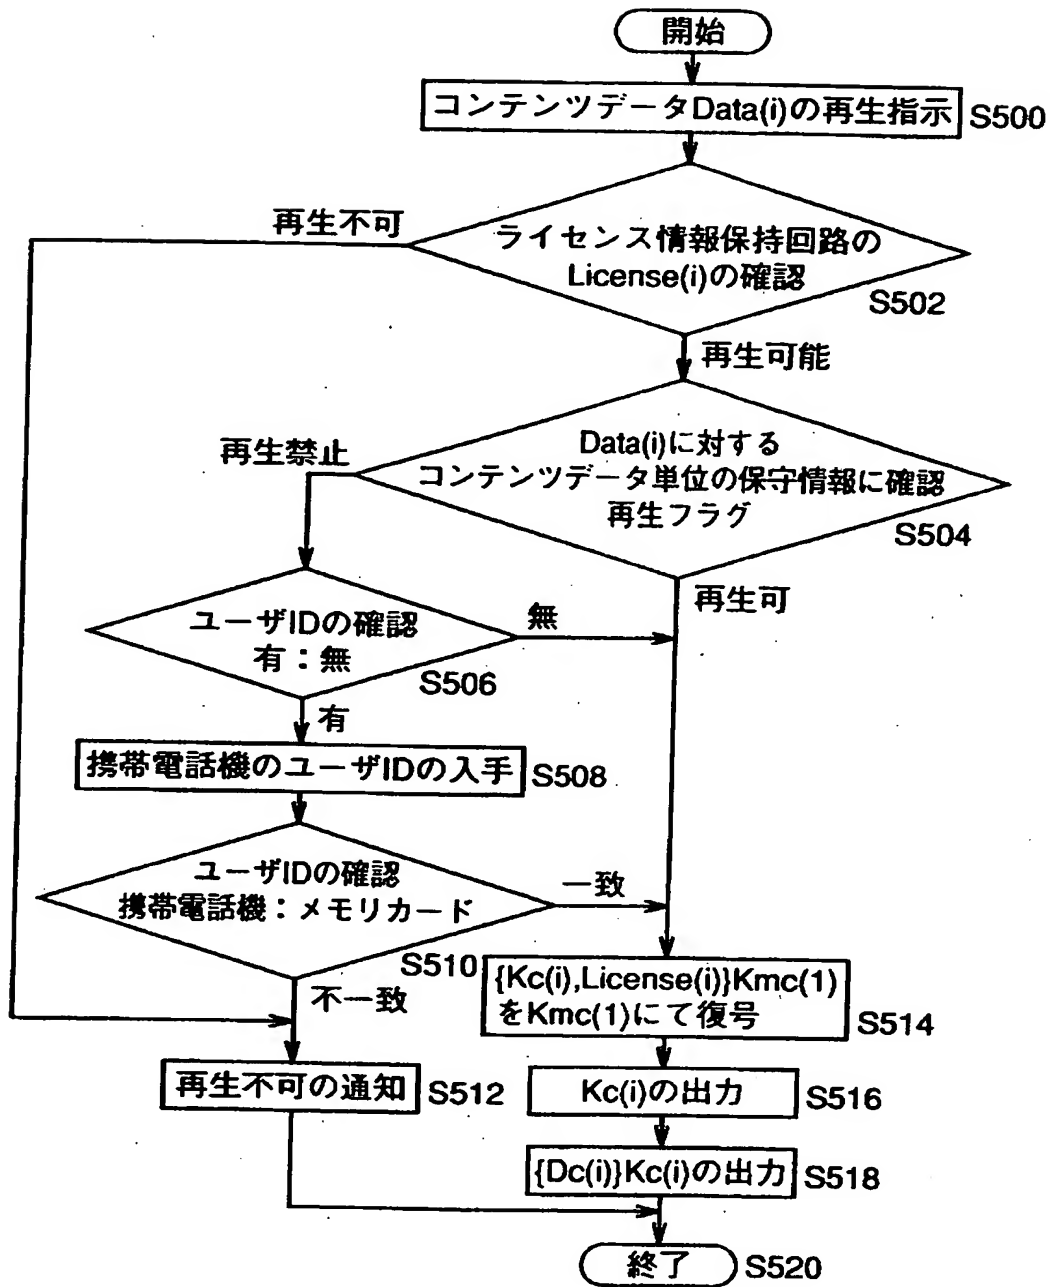 開始
コンテンツデータData(i)の再生指示
S500
再生不可
ライセンス情報保持回路の
License(i)の確認
S502
再生可能
再生禁止
Data(i)に対する
コンテンツデータ単位の保守情報に確認
再生フラグ
S504
再生可
ユーザIDの確認
有:無
無
S506
有
携帯電話機のユーザIDの入手
S508
ユーザIDの確認
携帯電話機:メモリカード
一致
S510
不一致
{Kc(i),License(i)}Kmc(1)
をKmc(1)にて復号
S514
再生不可の通知
S512
Kc(i)の出力
S516
{Dc(i)}Kc(i)の出力
S518
終了
S520